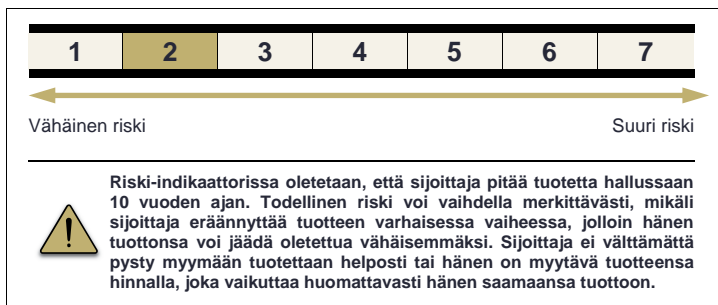 1 2 3 4 5 6 7
Vähäinen riski Suuri riski
Riski-indikaattorissa oletetaan, että sijoittaja pitää tuotetta hallussaan
10 vuoden ajan. Todellinen riski voi vaihdella merkittävästi, mikäli
sijoittaja eräännyttää tuotteen varhaisessa vaiheessa, jolloin hänen
tuottonsa voi jäädä oletettua vähäisemmäksi. Sijoittaja ei välttämättä
pysty myymään tuotettaan helposti tai hänen on myytävä tuotteensa
hinnalla, joka vaikuttaa huomattavasti hänen saamaansa tuottoon.